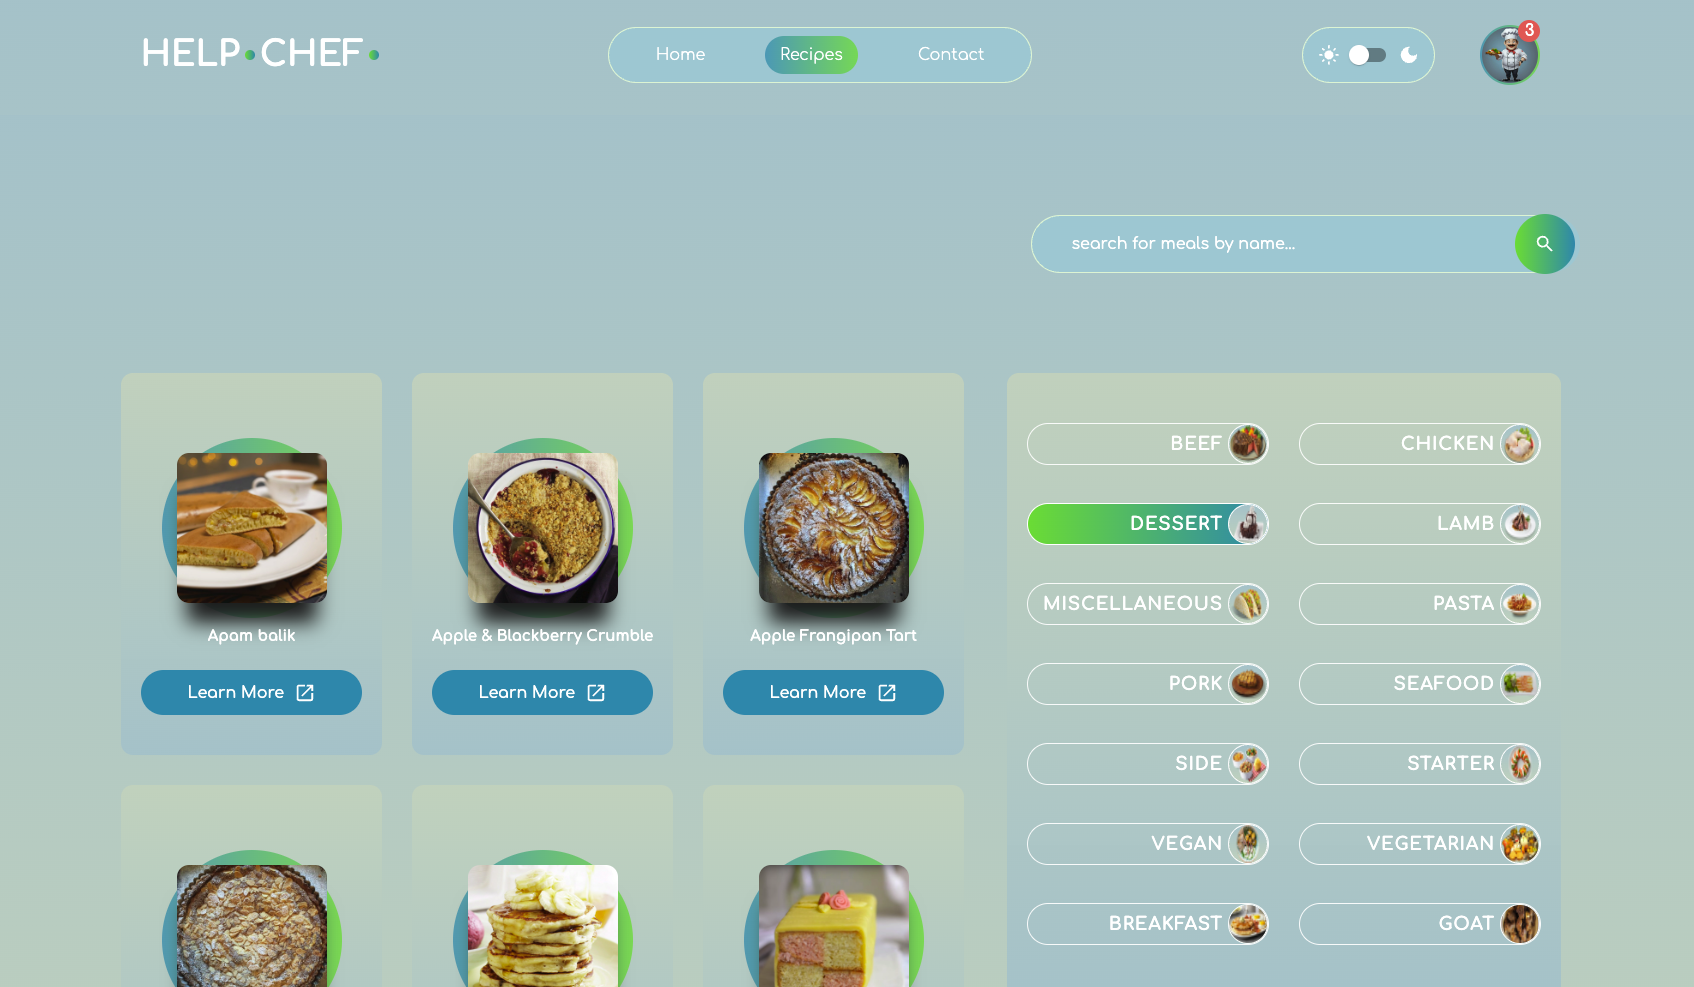 HELP CHEF
Home
Recipes
Contact
3
search for meals by name...
Apam balik
Learn More
Apple & Blackberry Crumble
Learn More
Apple Frangipan Tart
Learn More
BEEF
CHICKEN
DESSERT
LAMB
MISCELLANEOUS
PASTA
PORK
SEAFOOD
SIDE
STARTER
VEGAN
VEGETARIAN
BREAKFAST
GOAT